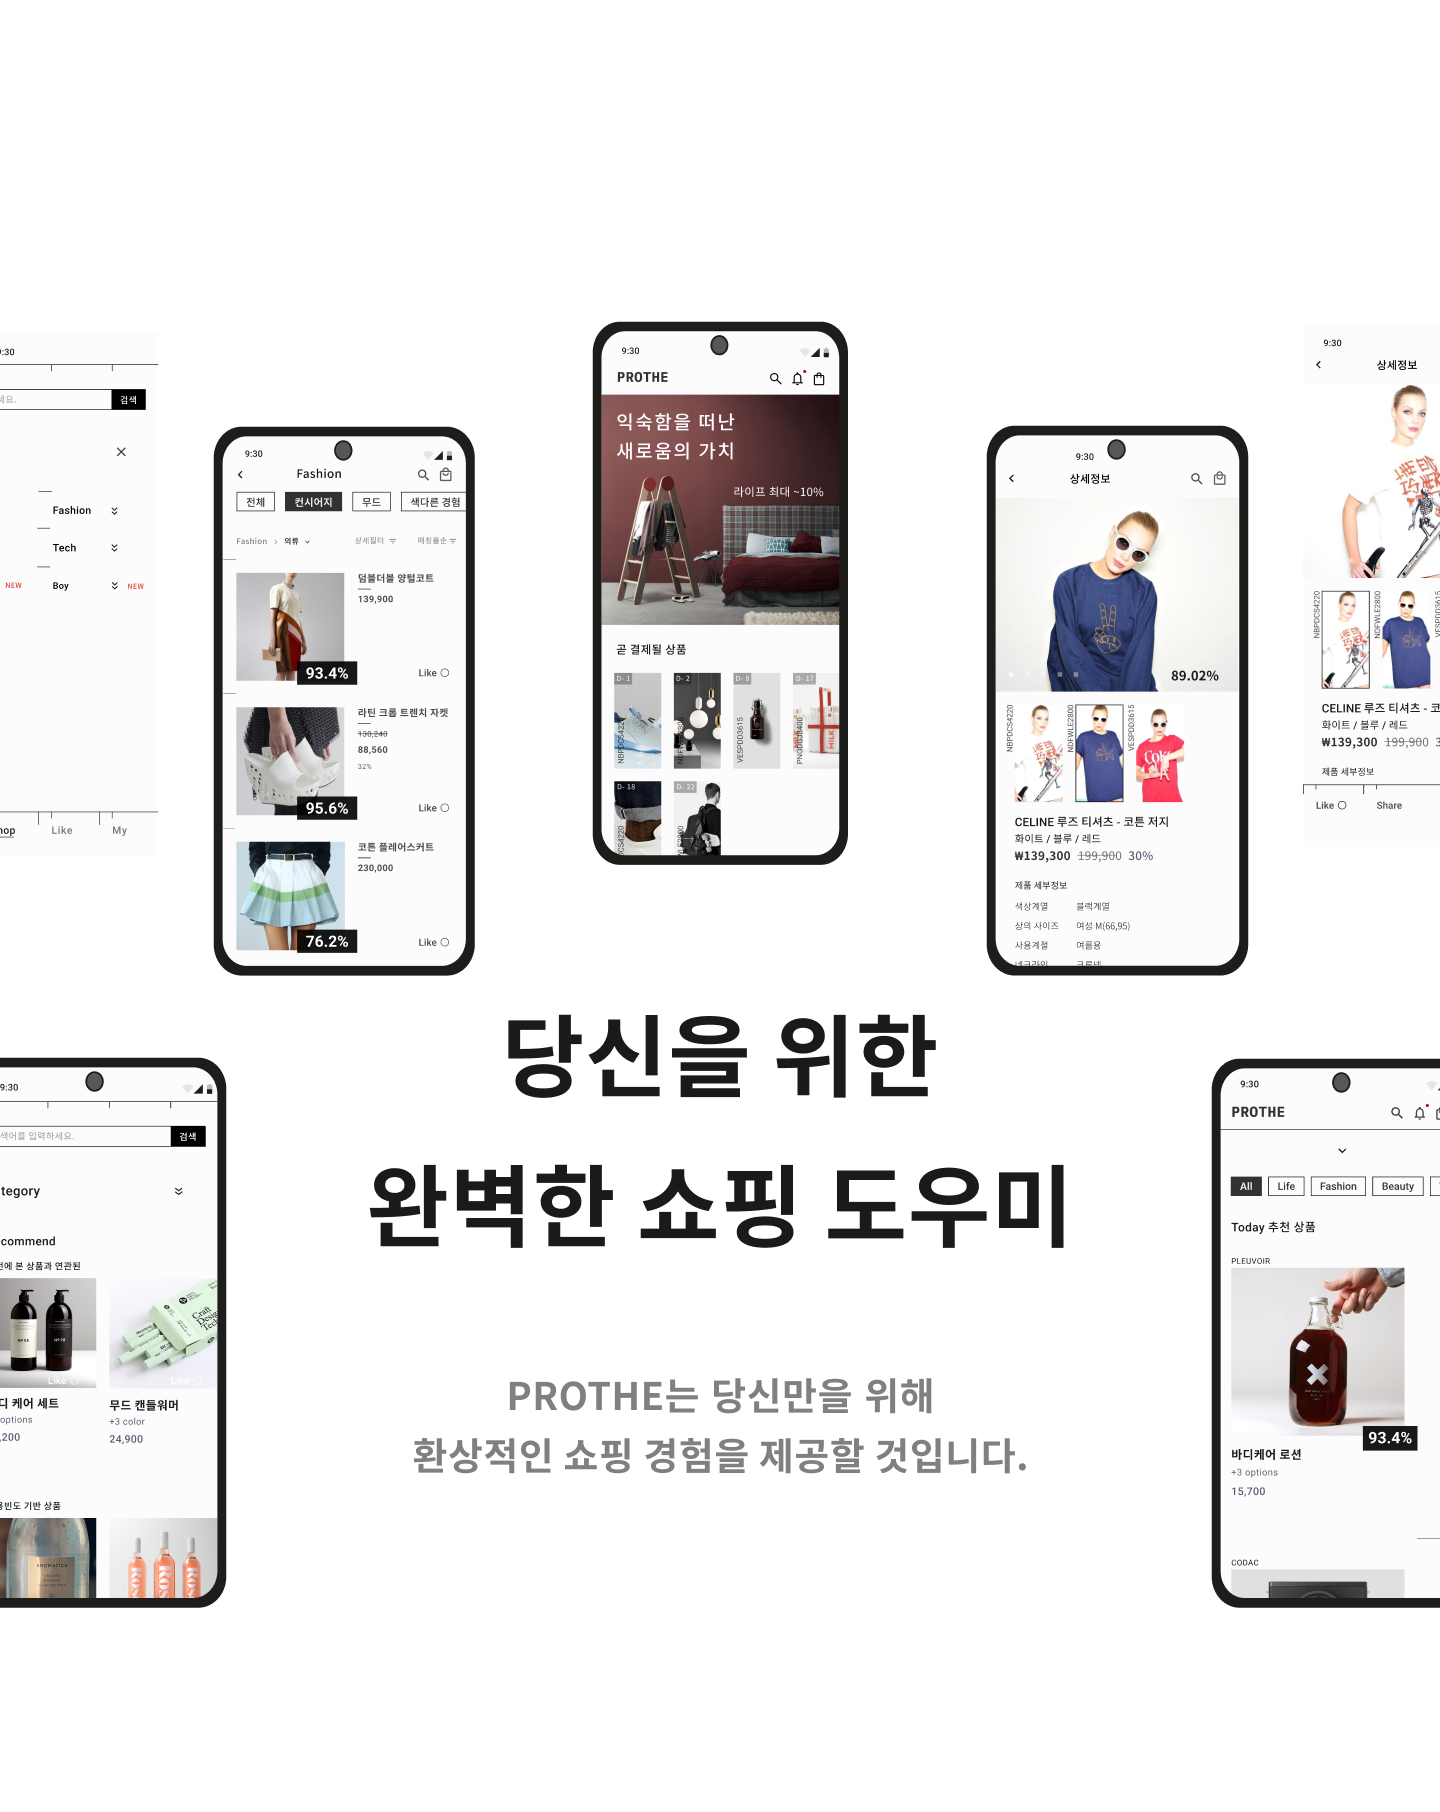 9:30
검색
Fashion
Tech
NEW
Boy
NEW
Like
My
9:30
Fashion
전체
컨시어지
무드
색다른 경험
Fashion
의류
상세필터
매칭률순
덤블더블 양털코트
139,900
93.4%
Like
라틴 크롭 트렌치 자켓
130,240
88,560
32%
95.6%
Like
코튼 플레어스커트
230,000
76.2%
Like
9:30
PROTHE
익숙함을 떠난
새로움의 가치
라이프 최대 ~10%
곧 결제될 상품
D- 1
D- 2
D- 8
D- 17
VESPDD3615
D- 18
D- 22
9:30
상세정보
89.02%
NBPDCS4220
NDFWLE2800
VESPDD3615
CELINE 루즈 티셔츠 - 코튼 저지
화이트 / 블루 / 레드
₩139,300 199,900 30%
제품 세부정보
색상계열 블랙계열
상의 사이즈 여성 M(66,95)
사용계절 여름용
9:30
상세정보
NBPDCS4220
NDFWLE2800
VESPDD3615
CELINE 루즈 티셔츠 - 코
화이트 / 블루 / 레드
₩139,300 199,900 3
제품 세부정보
Like
Share
당신을 위한
완벽한 쇼핑 도우미
PROTHE는 당신만을 위해
환상적인 쇼핑 경험을 제공할 것입니다.
9:30
색어를 입력하세요.
검색
tegory
commend
에 본 상품과 연관된
Like
Like
디 케어 세트
options
,200
무드 캔들워머
+3 color
24,900
용빈도 기반 상품
AROMATICA
9:30
PROTHE
All
Life
Fashion
Beauty
Today 추천 상품
PLEUVOIR
93.4%
바디케어 로션
+3 options
15,700
CODAC